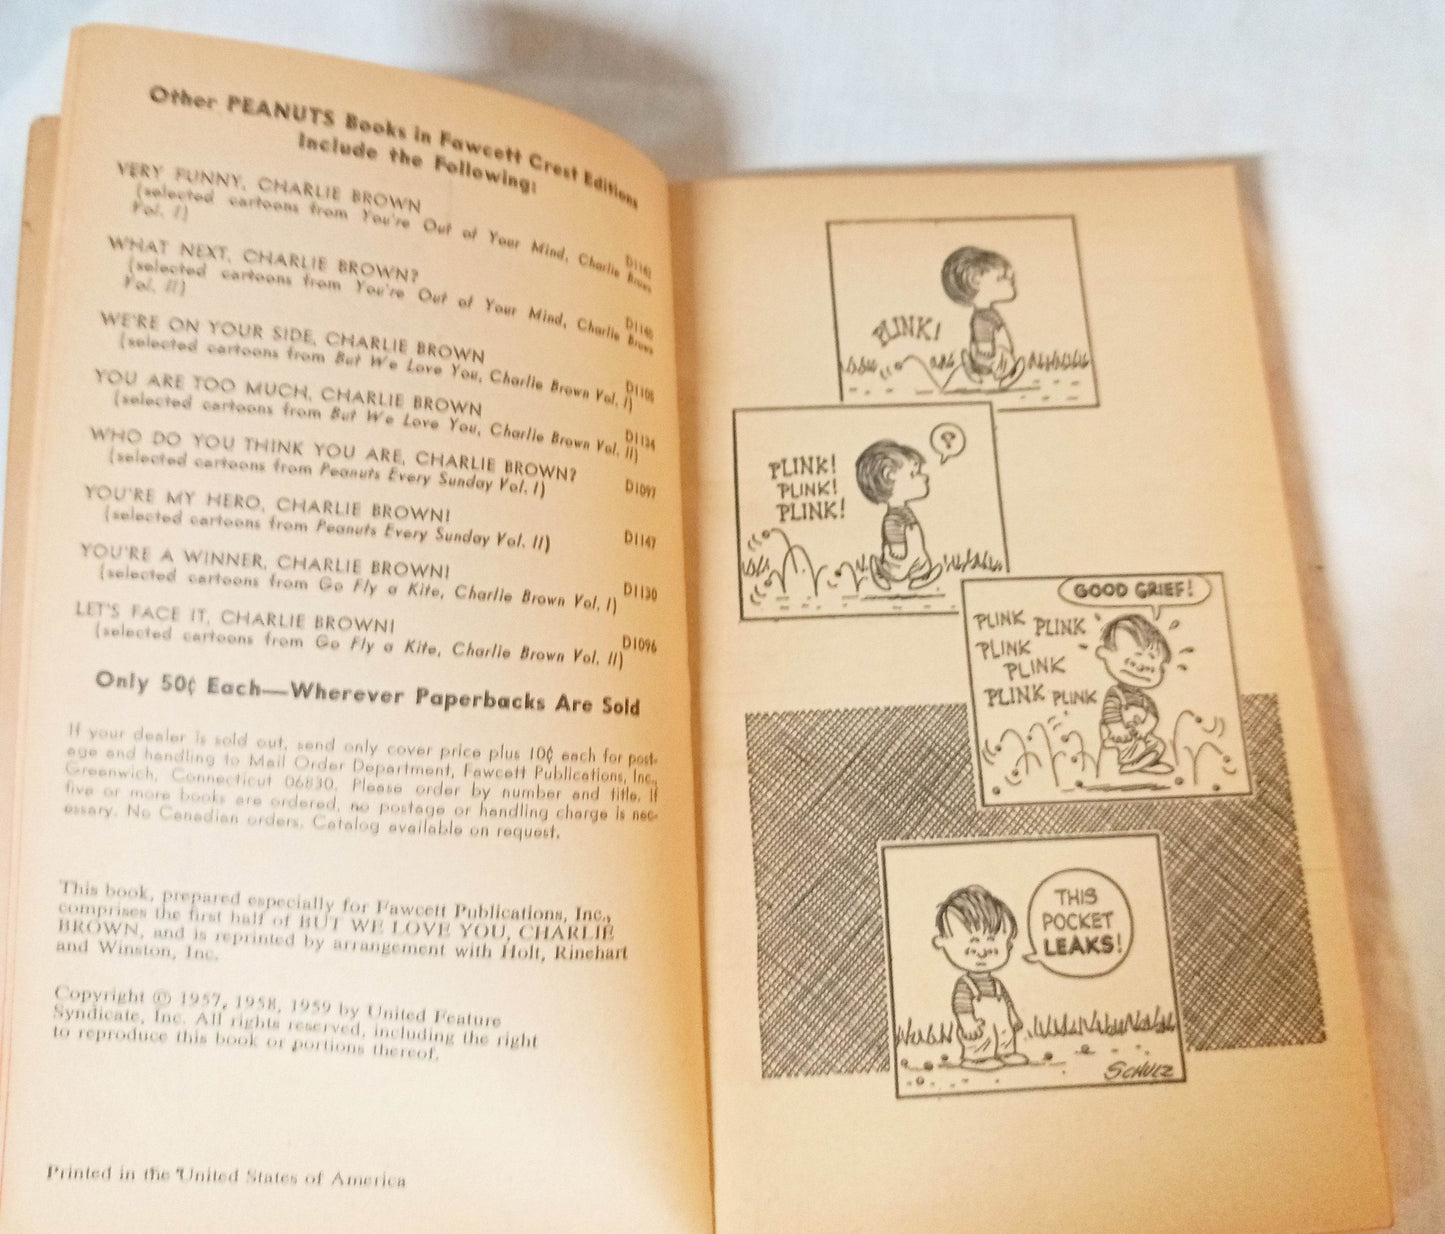 Other PEANUTS Books in Fawcett Crest Editions
Include the Following:
VERY FUNNY, CHARLIE BROWN
(selected cartoons from You're Out of Your Mind, Charlie Brown
Vol. I)
WHAT NEXT, CHARLIE BROWN?
(selected cartoons from You're Out of Your Mind, Charlie Brown
Vol. II)
WE'RE ON YOUR SIDE, CHARLIE BROWN
(selected cartoons from But We Love You, Charlie Brown Vol. I)
YOU ARE TOO MUCH, CHARLIE BROWN D1134
(selected cartoons from But We Love You, Charlie Brown Vol. II)
WHO DO YOU THINK YOU ARE, CHARLIE BROWN? D1097
(selected cartoons from Peanuts Every Sunday Vol. I)
YOU'RE MY HERO, CHARLIE BROWN! D1147
(selected cartoons from Peanuts Every Sunday Vol. II)
YOU'RE A WINNER, CHARLIE BROWN! D1130
(selected cartoons from Go Fly a Kite, Charlie Brown Vol. I)
LET'S FACE IT, CHARLIE BROWN! D1096
(selected cartoons from Go Fly a Kite, Charlie Brown Vol. II)
Only 50¢ Each—Wherever Paperbacks Are Sold
If your dealer is sold out, send only cover price plus 10¢ each for post-
age and handling to Mail Order Department, Fawcett Publications, Inc.,
Greenwich, Connecticut 06830. Please order by number and title. If
five or more books are ordered, no postage or handling charge is nec-
essary. No Canadian orders. Catalog available on request.
This book, prepared especially for Fawcett Publications, Inc.,
comprises the first half of BUT WE LOVE YOU, CHARLIE
BROWN, and is reprinted by arrangement with Holt, Rinehart
and Winston, Inc.
Copyright © 1957, 1958, 1959 by United Feature
Syndicate, Inc. All rights reserved, including the right
to reproduce this book or portions thereof.
Printed in the United States of America
PLINK!
?
PLINK!
PLINK!
PLINK!
GOOD GRIEF!
PLINK PLINK
PLINK
PLINK
PLINK PLINK
THIS
POCKET
LEAKS!
SCHULZ